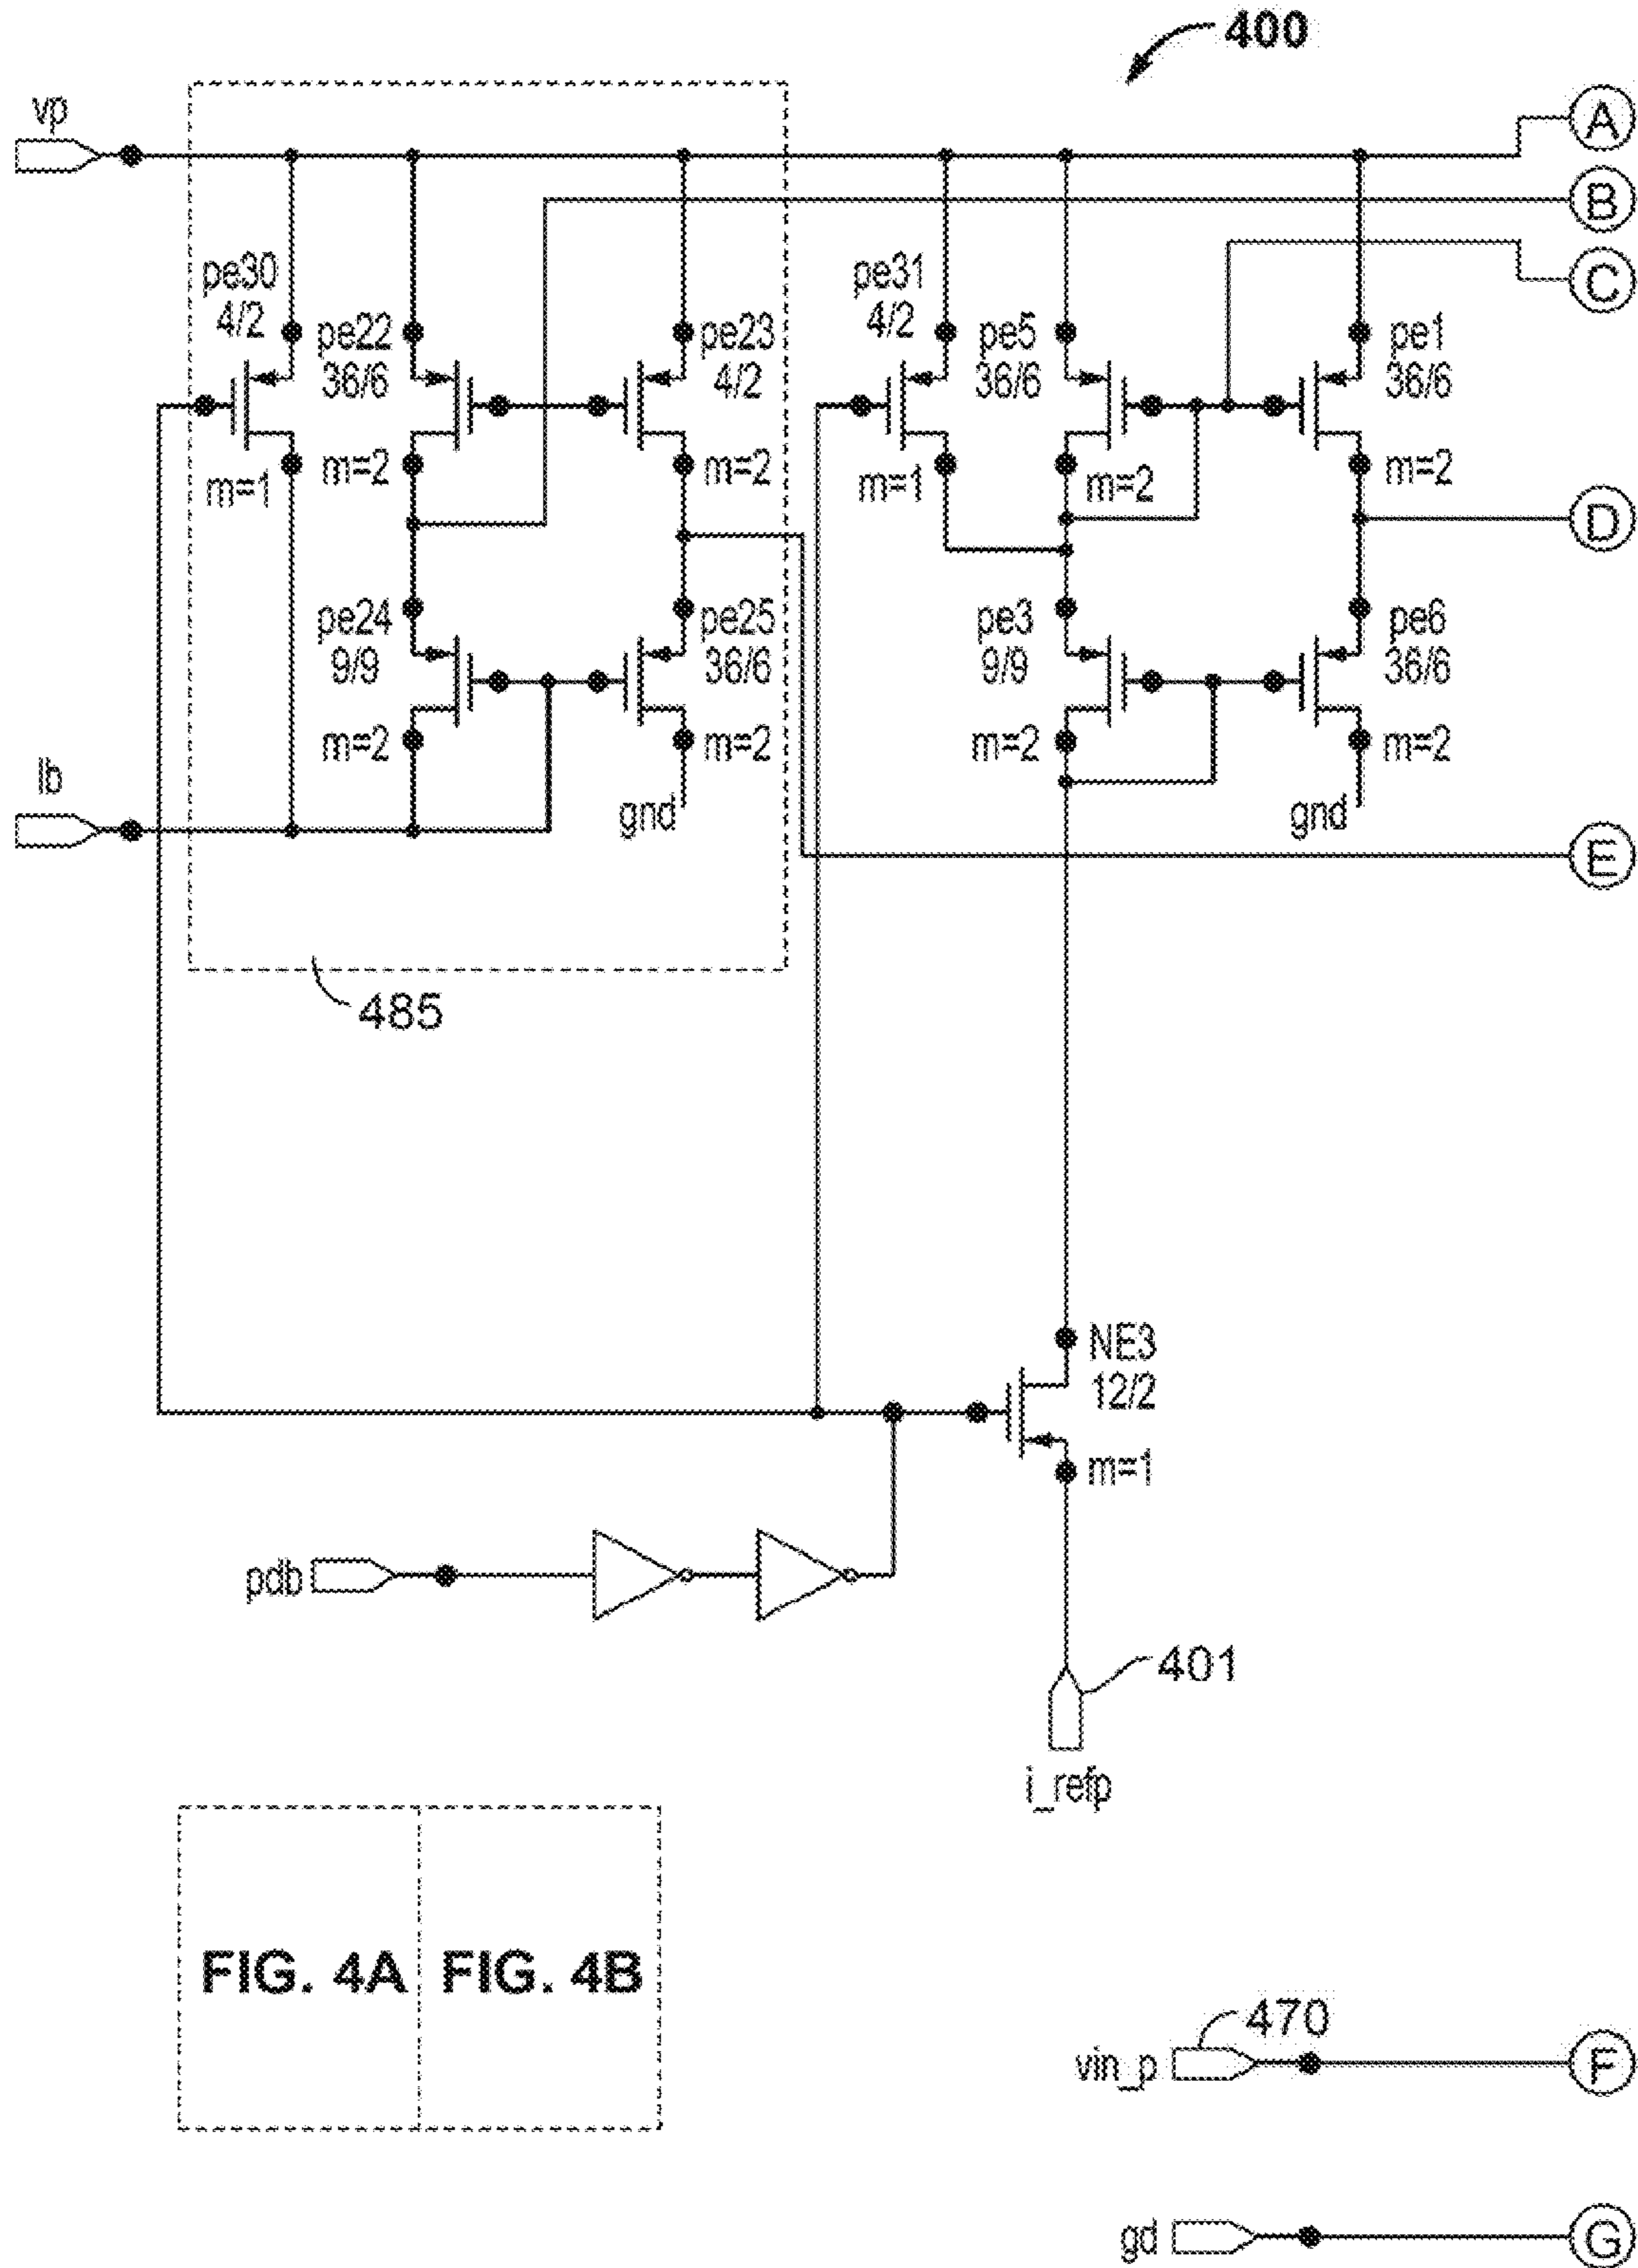 400
vp
A
B
C
pe30
4/2
m=1
pe22
36/6
m=2
pe23
4/2
m=2
pe31
4/2
m=1
pe5
36/6
m=2
pe1
36/6
m=2
D
pe24
9/9
m=2
pe25
36/6
m=2
gnd
pe3
9/9
m=2
pe6
36/6
m=2
gnd
Ib
E
485
NE3
12/2
m=1
pdb
401
i_refp
FIG. 4A
FIG. 4B
470
vin_p
F
gd
G